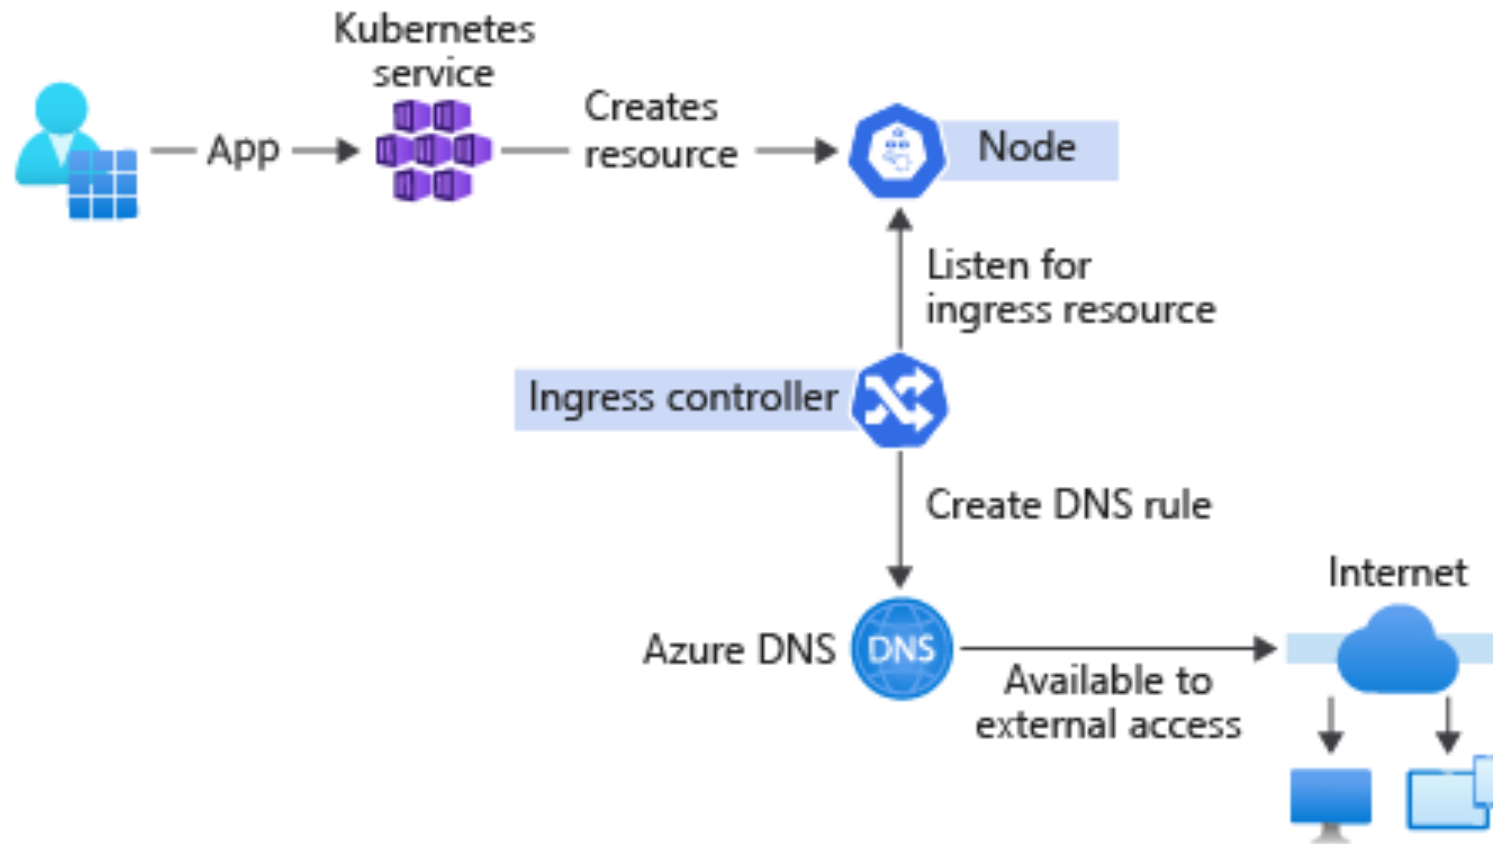 Kubernetes
service
App
Creates
resource
Node
Listen for
ingress resource
Ingress controller
Create DNS rule
Internet
Azure DNS
DNS
Available to
external access